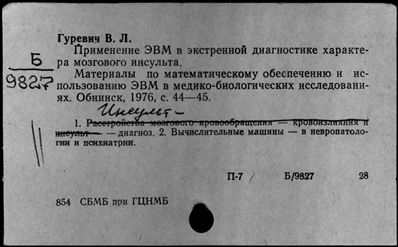 Гуревич В. Л.
Применение ЭВМ в экстренной диагностике характе-
ра мозгового инсульта.
Б
9827
Материалы по математическому обеспечению и ис-
пользованию ЭВМ в медико-биологических исследовани-
ях. Обнинск, 1976, с. 44—45.
Инсульт -
1. Расстройства мозгового кровообращения — кровоизлияния и
инсульт — диагноз. 2. Вычислительные машины — в невропатоло-
гии и психиатрии.
П-7 / Б/9827 28
854 СБМБ при ГЦНМБ